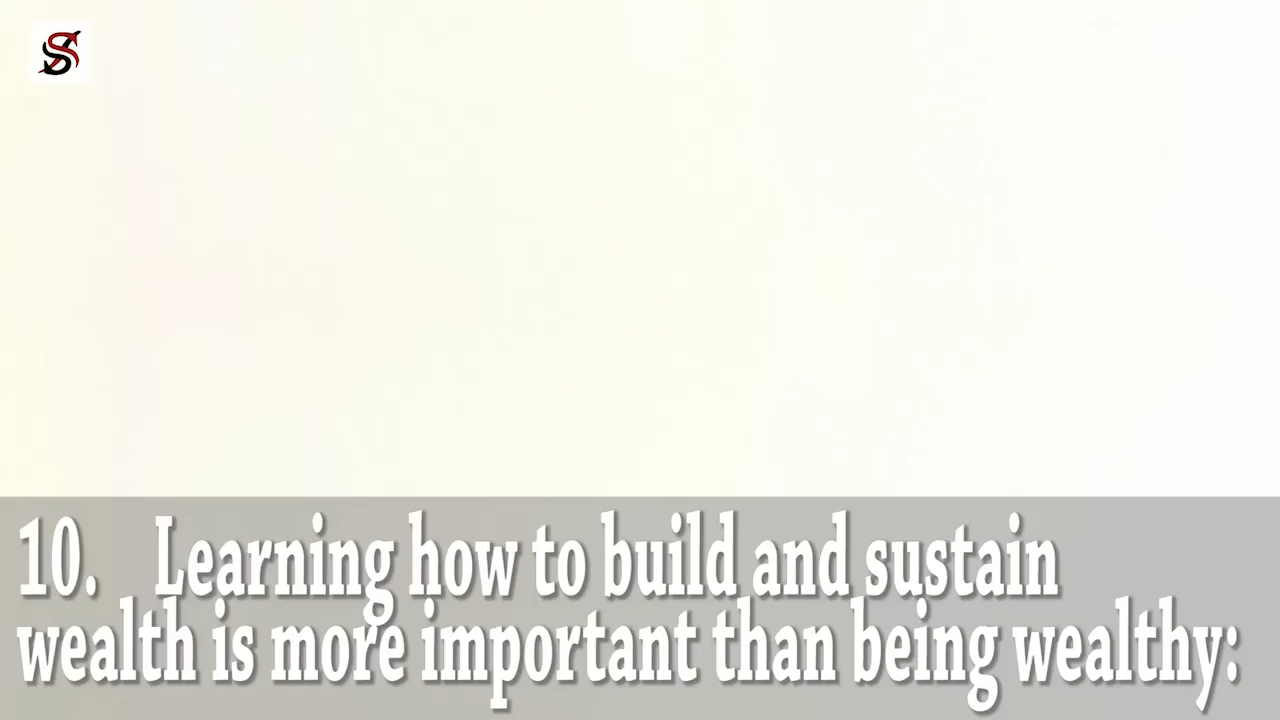 10. Learning how to build and sustain
wealth is more important than being wealthy: